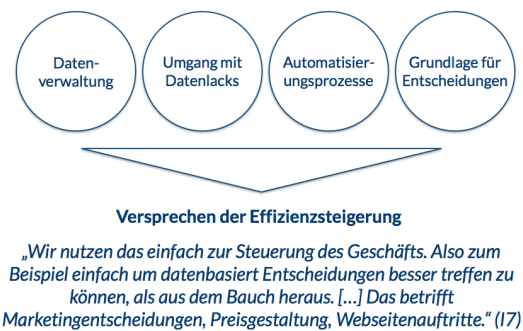 Daten-
verwaltung
Umgang mit
Datenlacks
Automatisier-
ungsprozesse
Grundlage für
Entscheidungen
Versprechen der Effizienzsteigerung
„Wir nutzen das einfach zur Steuerung des Geschäfts. Also zum
Beispiel einfach um datenbasiert Entscheidungen besser treffen zu
können, als aus dem Bauch heraus. [...] Das betrifft
Marketingentscheidungen, Preisgestaltung, Webseitenauftritte.“ (I7)